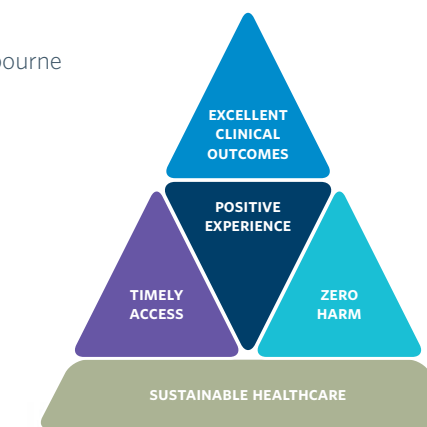 EXCELLENT
CLINICAL
OUTCOMES
POSITIVE
EXPERIENCE
TIMELY
ACCESS
ZERO
HARM
SUSTAINABLE HEALTHCARE